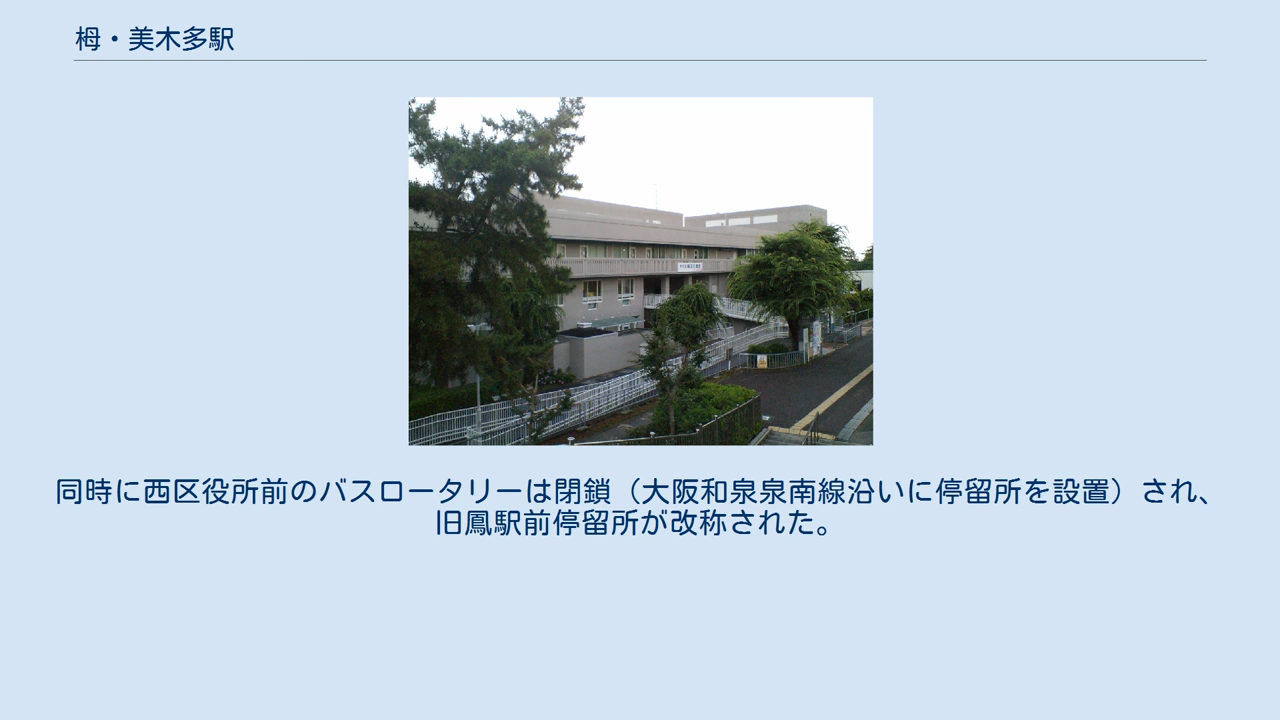 栂・美木多駅
同時に西区役所前のバスロータリーは閉鎖（大阪和泉泉南線沿いに停留所を設置）され、
旧鳳駅前停留所が改称された。